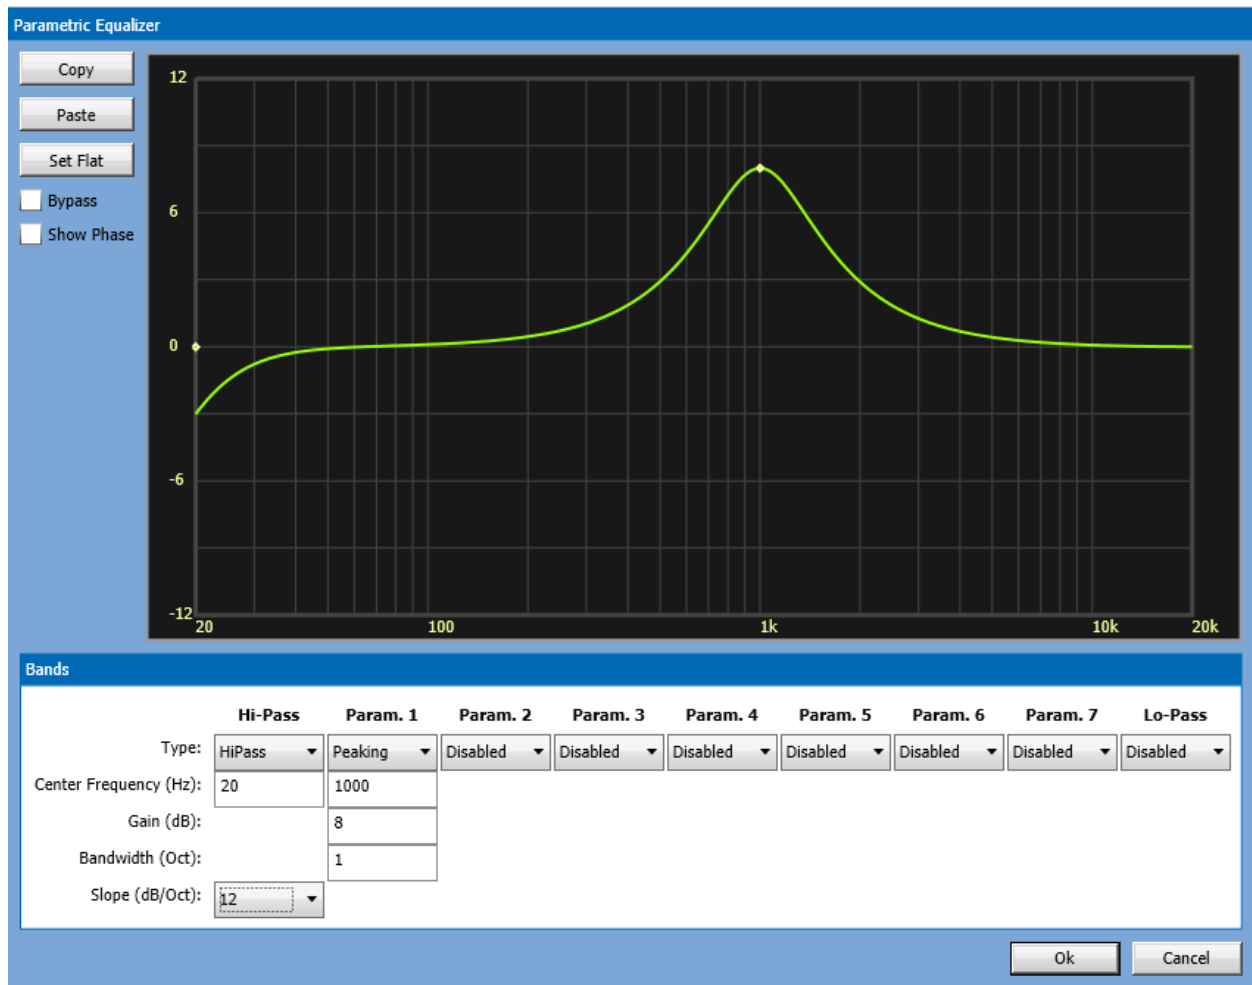 Parametric Equalizer
Copy
Paste
Set Flat
Bypass
Show Phase
12
6
0
-6
-12
20 100 1k 10k 20k
Bands
Hi-Pass Param. 1 Param. 2 Param. 3 Param. 4 Param. 5 Param. 6 Param. 7 Lo-Pass
Type: HiPass Peaking Disabled Disabled Disabled Disabled Disabled Disabled Disabled
Center Frequency (Hz): 20 1000
Gain (dB): 8
Bandwidth (Oct): 1
Slope (dB/Oct): 12
Ok Cancel